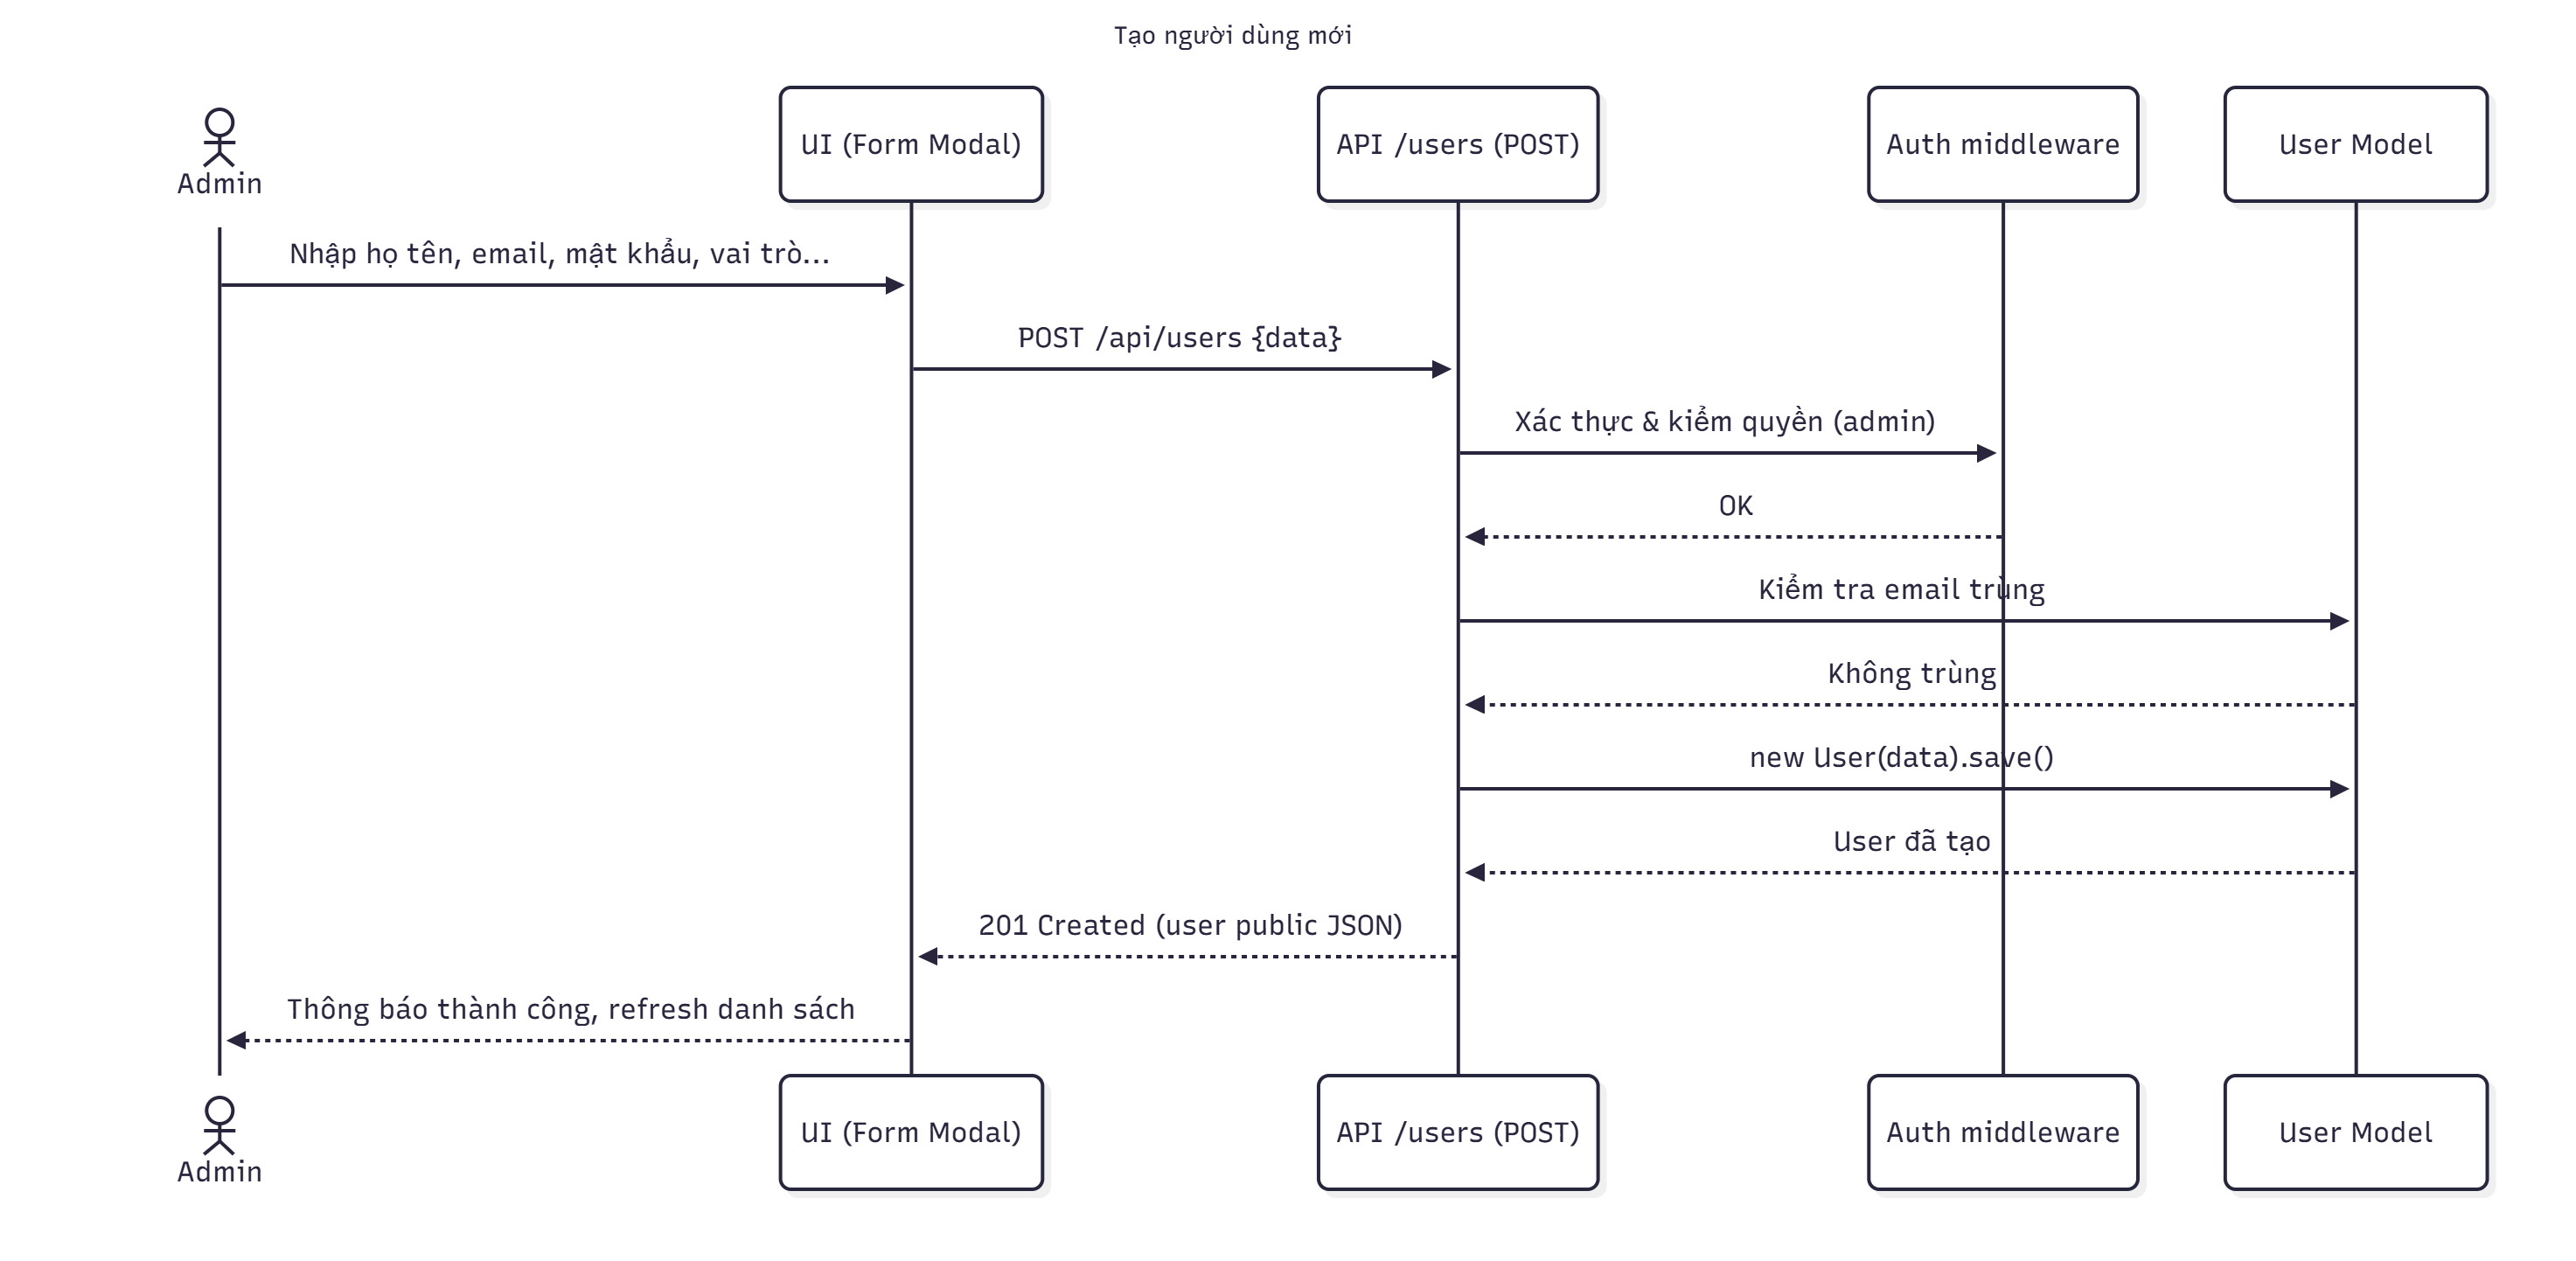 Tạo người dùng mới
Admin
UI (Form Modal)
API /users (POST)
Auth middleware
User Model
Nhập họ tên, email, mật khẩu, vai trò...
POST /api/users {data}
Xác thực & kiểm quyền (admin)
OK
Kiểm tra email trùng
Không trùng
new User(data).save()
User đã tạo
201 Created (user public JSON)
Thông báo thành công, refresh danh sách
Admin
UI (Form Modal)
API /users (POST)
Auth middleware
User Model